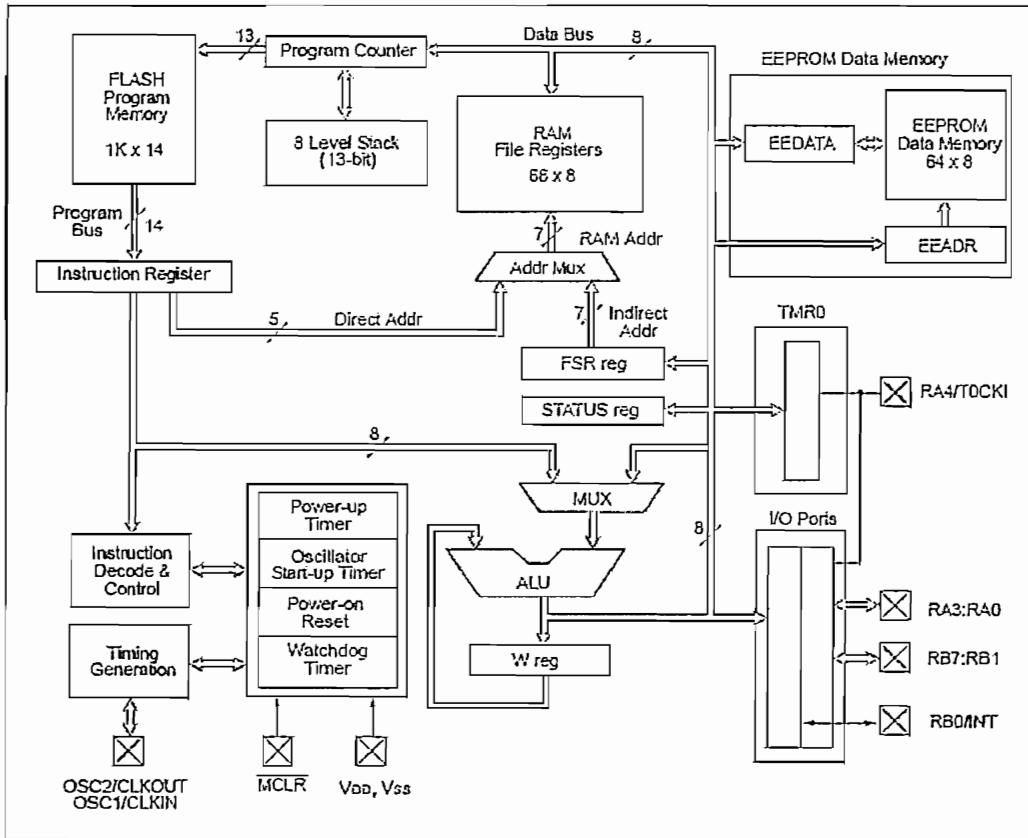 13
Program Counter
Data Bus
8
EEPROM Data Memory
FLASH
Program
Memory
1K x 14
8 Level Stack
(13-bit)
RAM
File Registers
68 x 8
EEDATA
EEPROM
Data Memory
64 x 8
Program
Bus
14
7
RAM Addr
EEADR
Instruction Register
Addr Mux
5
Direct Addr
7
Indirect
Addr
TMR0
FSR reg
RA4/T0CKI
STATUS reg
8
MUX
Power-up
Timer
8
I/O Ports
Instruction
Decode &
Control
Oscillator
Start-up Timer
ALU
Power-on
Reset
RA3:RA0
Timing
Generation
Watchdog
Timer
W reg
RB7:RB1
RB0/INT
OSC2/CLKOUT
OSC1/CLKIN
MCLR
VDD, VSS